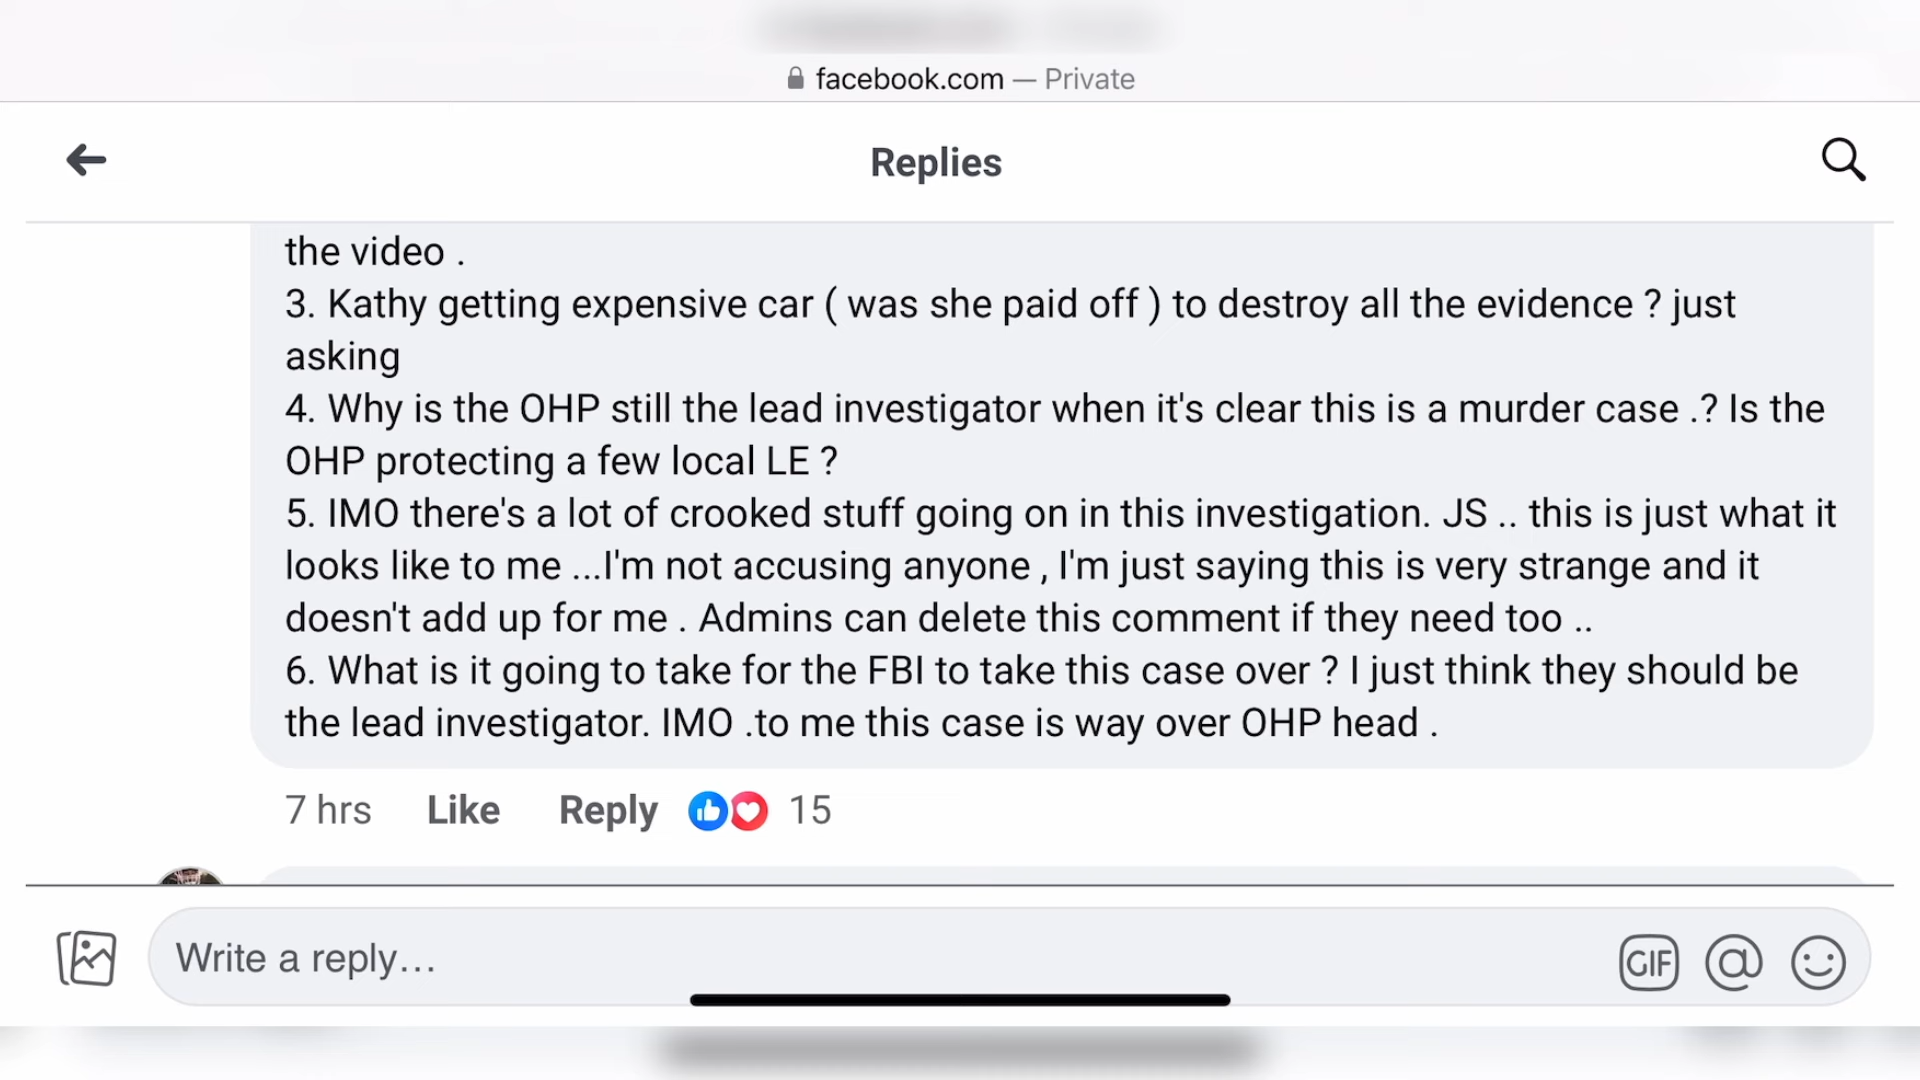 facebook.com — Private
Replies
the video .
3. Kathy getting expensive car ( was she paid off ) to destroy all the evidence ? just
asking
4. Why is the OHP still the lead investigator when it's clear this is a murder case .? Is the
OHP protecting a few local LE ?
5. IMO there's a lot of crooked stuff going on in this investigation. JS .. this is just what it
looks like to me ...I'm not accusing anyone , I'm just saying this is very strange and it
doesn't add up for me . Admins can delete this comment if they need too ..
6. What is it going to take for the FBI to take this case over ? I just think they should be
the lead investigator. IMO .to me this case is way over OHP head .
7 hrs Like Reply 15
Write a reply... GIF @